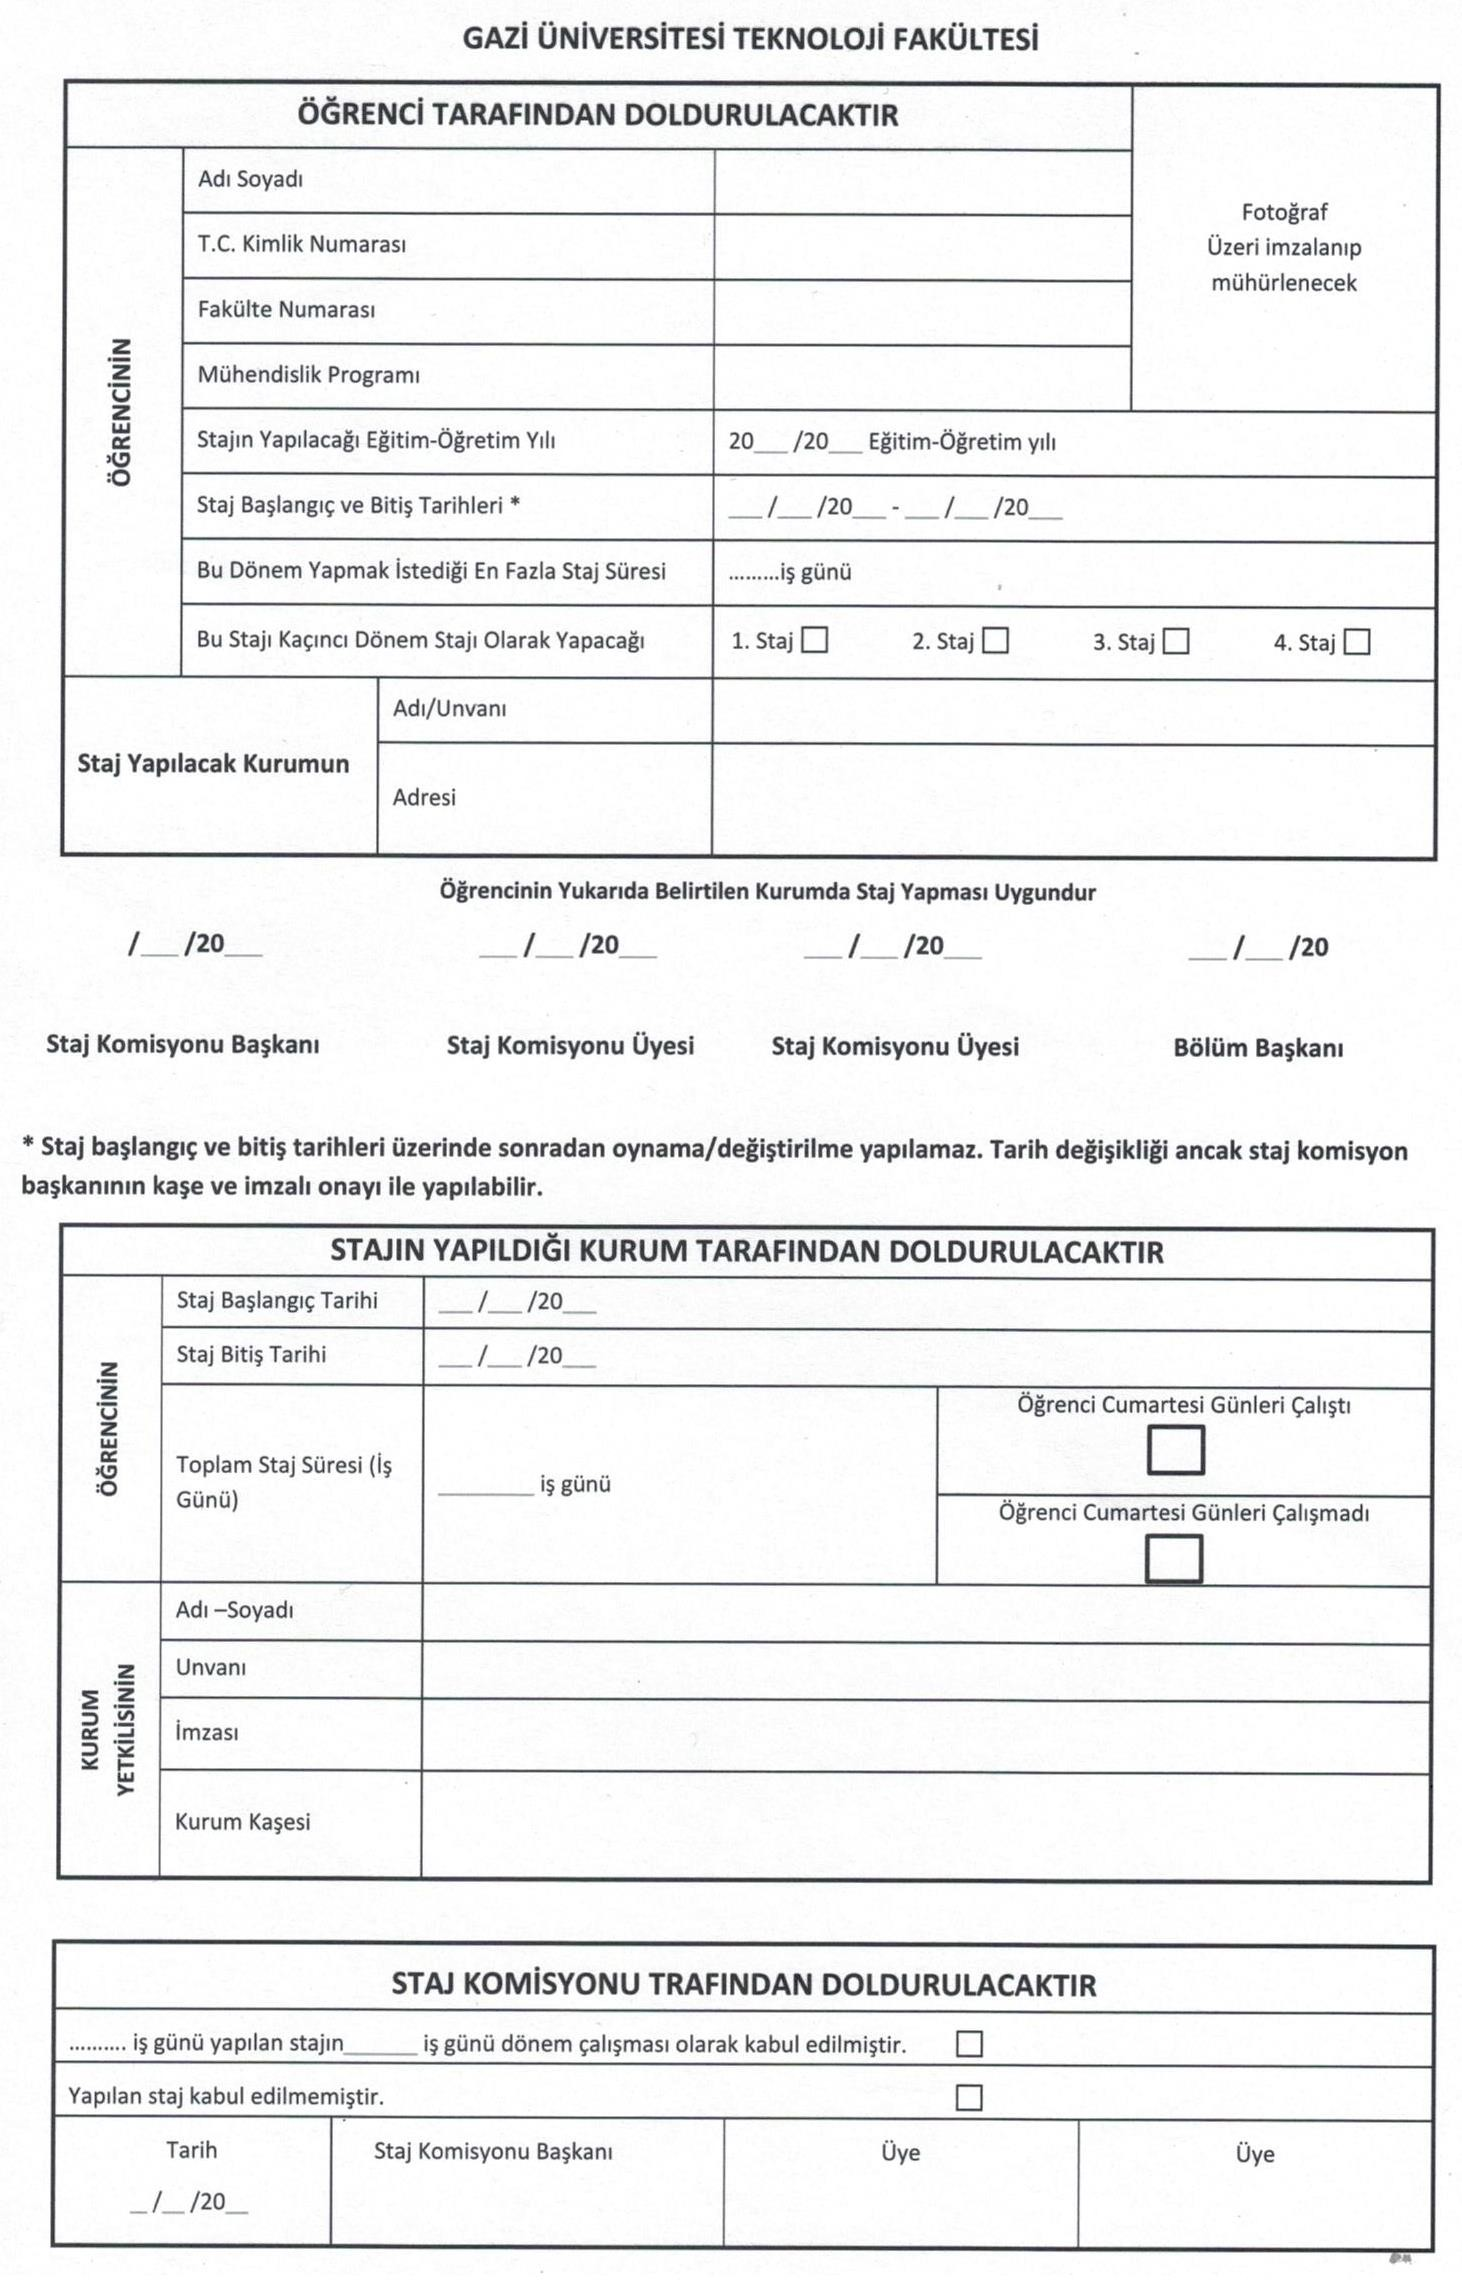 GAZİ ÜNİVERSİTESİ TEKNOLOJİ FAKÜLTESİ
ÖĞRENCİ TARAFINDAN DOLDURULACAKTIR
Fotoğraf
Üzeri imzalanıp
mühürlenecek
ÖĞRENCİNİN
Adı Soyadı
T.C. Kimlik Numarası
Fakülte Numarası
Mühendislik Programı
Stajın Yapılacağı Eğitim-Öğretim Yılı 20___ /20___ Eğitim-Öğretim yılı
Staj Başlangıç ve Bitiş Tarihleri * ___ /___ /20___ - ___ /___ /20___
Bu Dönem Yapmak İstediği En Fazla Staj Süresi .........iş günü
Bu Stajı Kaçıncı Dönem Stajı Olarak Yapacağı 1. Staj 2. Staj 3. Staj 4. Staj
Staj Yapılacak Kurumun
Adı/Unvanı
Adresi
Öğrencinin Yukarıda Belirtilen Kurumda Staj Yapması Uygundur
/___ /20___ ___ /___ /20___ ___ /___ /20___ ___ /___ /20
Staj Komisyonu Başkanı Staj Komisyonu Üyesi Staj Komisyonu Üyesi Bölüm Başkanı
* Staj başlangıç ve bitiş tarihleri üzerinde sonradan oynama/değiştirilme yapılamaz. Tarih değişikliği ancak staj komisyon
başkanının kaşe ve imzalı onayı ile yapılabilir.
STAJIN YAPILDIĞI KURUM TARAFINDAN DOLDURULACAKTIR
ÖĞRENCİNİN
Staj Başlangıç Tarihi ___ /___ /20___
Staj Bitiş Tarihi ___ /___ /20___
Toplam Staj Süresi (İş
Günü)
________ iş günü
Öğrenci Cumartesi Günleri Çalıştı
Öğrenci Cumartesi Günleri Çalışmadı
KURUM
YETKİLİSİNİN
Adı –Soyadı
Unvanı
İmzası
Kurum Kaşesi
STAJ KOMİSYONU TRAFINDAN DOLDURULACAKTIR
.......... iş günü yapılan stajın______ iş günü dönem çalışması olarak kabul edilmiştir.
Yapılan staj kabul edilmemiştir.
Tarih Staj Komisyonu Başkanı Üye Üye
_ /__ /20__